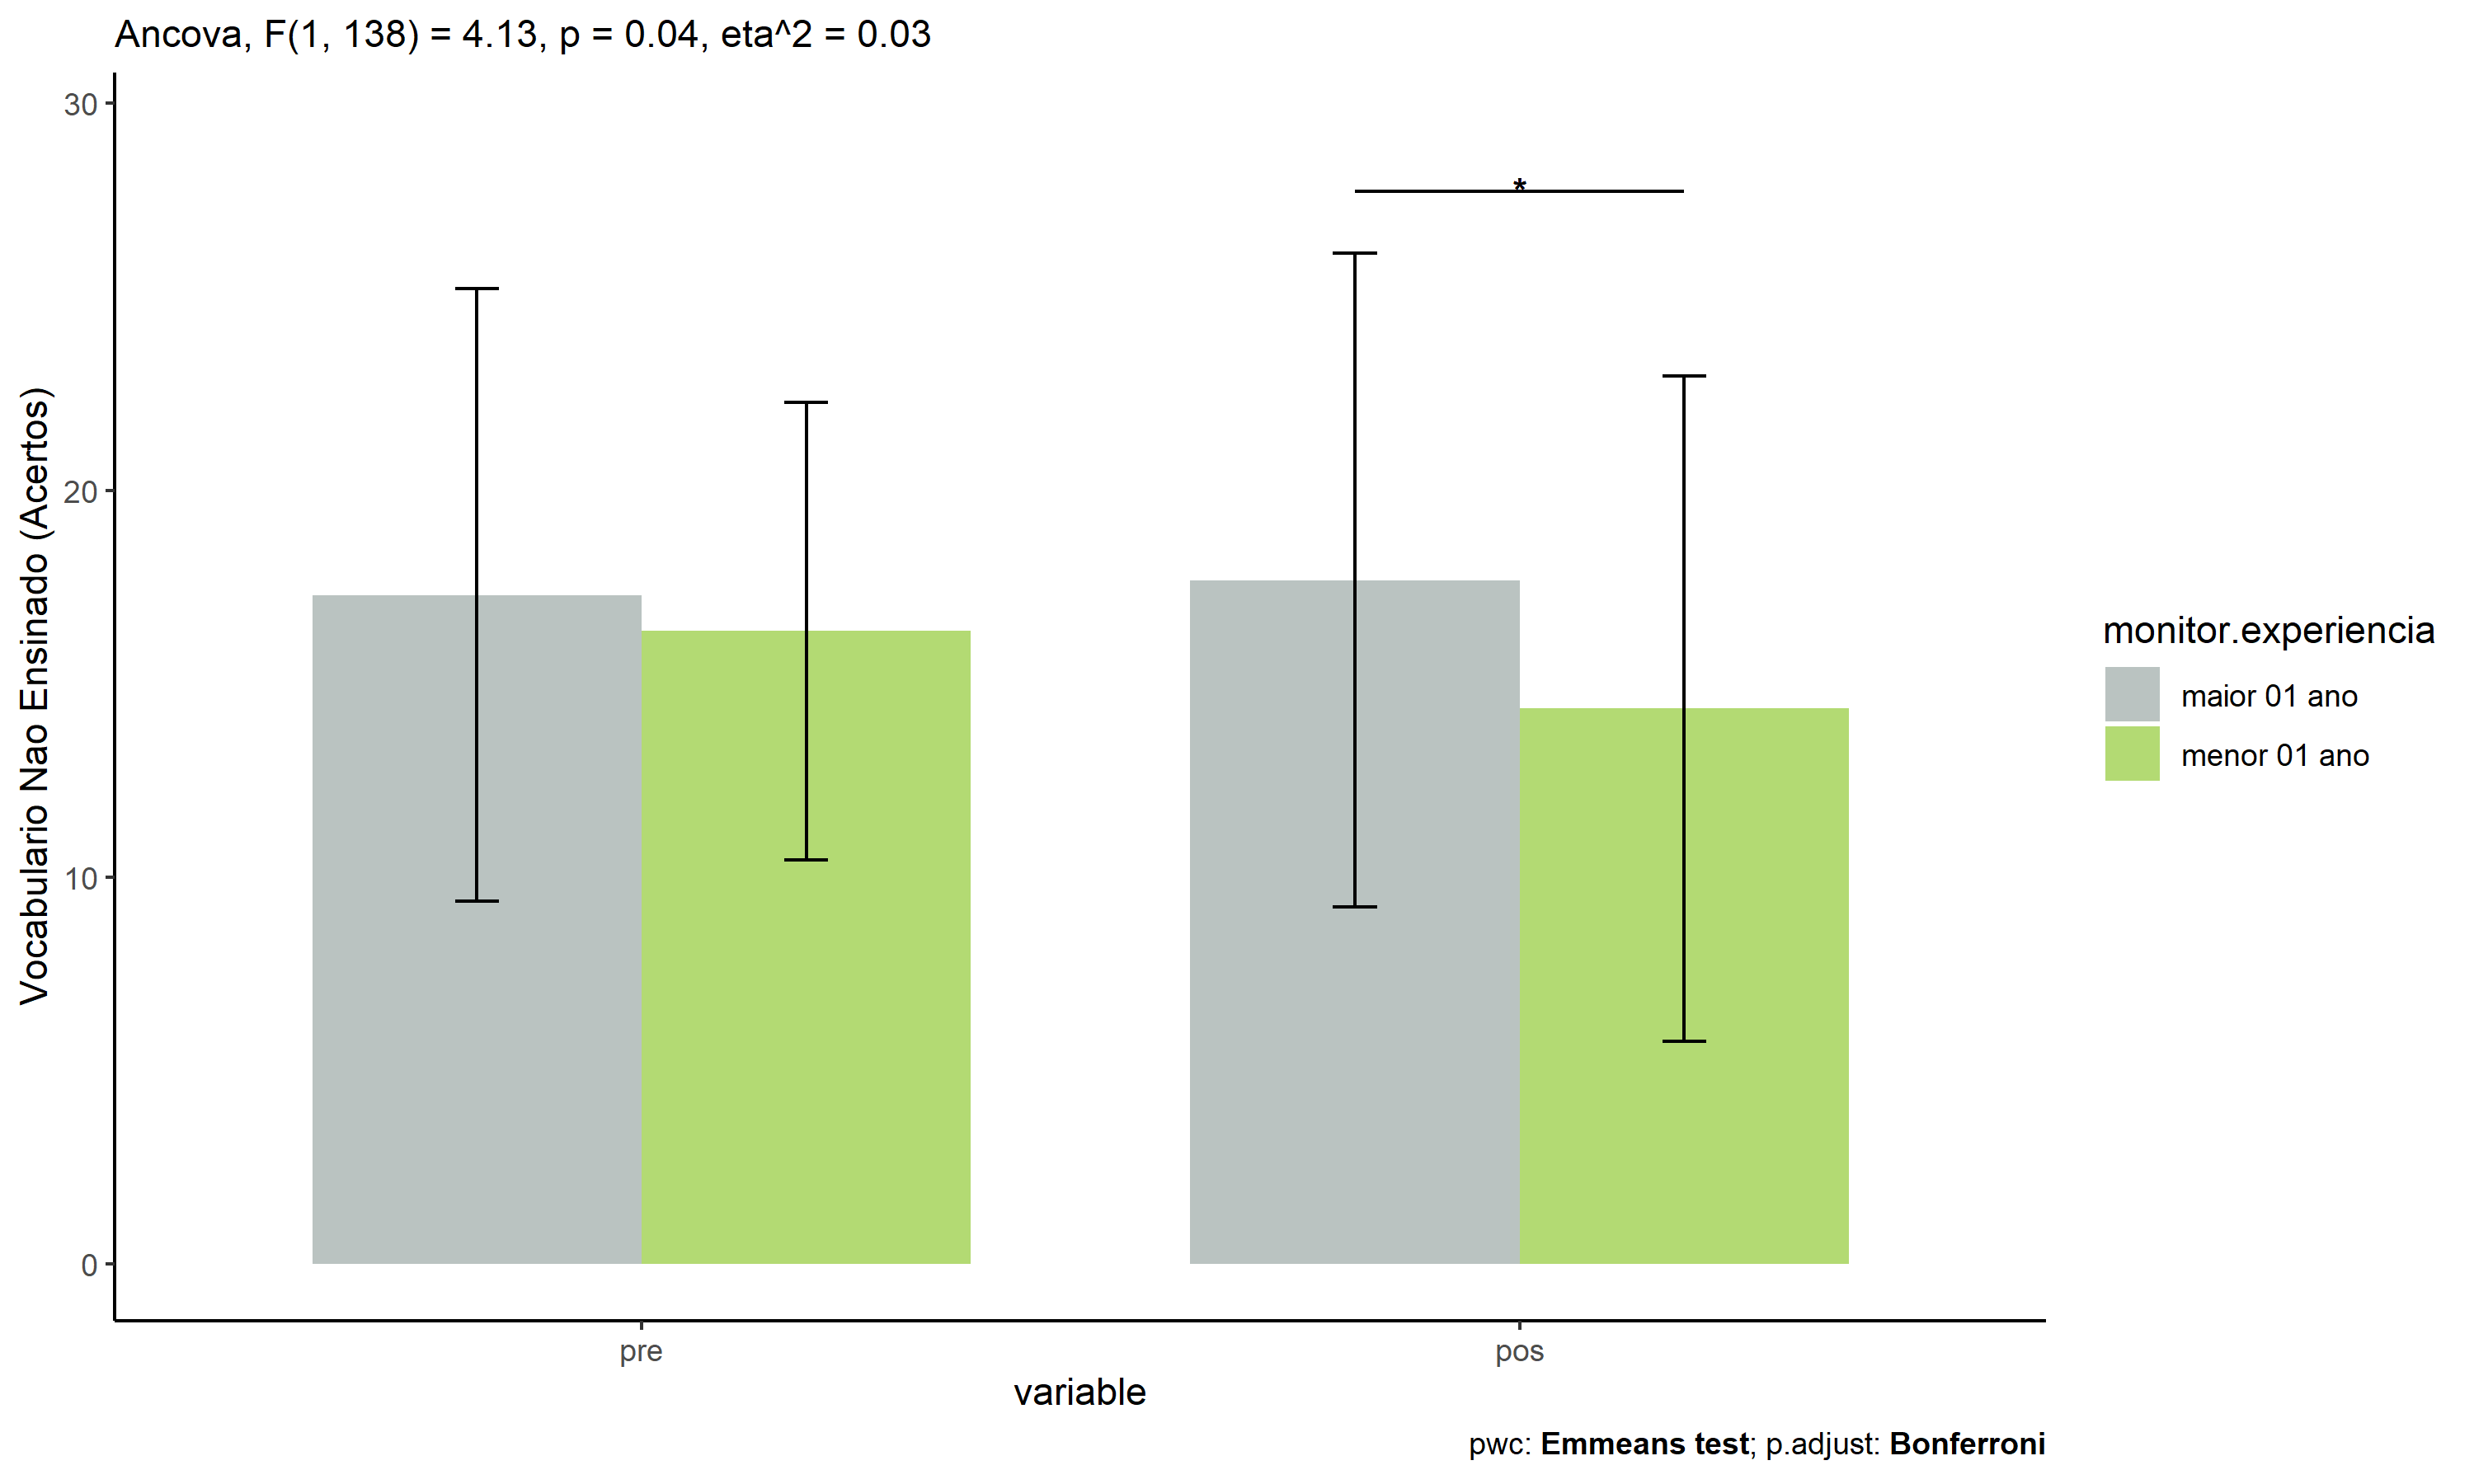 Ancova, F(1, 138) = 4.13, p = 0.04, eta^2 = 0.03
Vocabulario Nao Ensinado (Acertos)
30
20
10
0
*
pre
pos
variable
monitor.experiencia
maior 01 ano
menor 01 ano
pwc: Emmeans test; p.adjust: Bonferroni